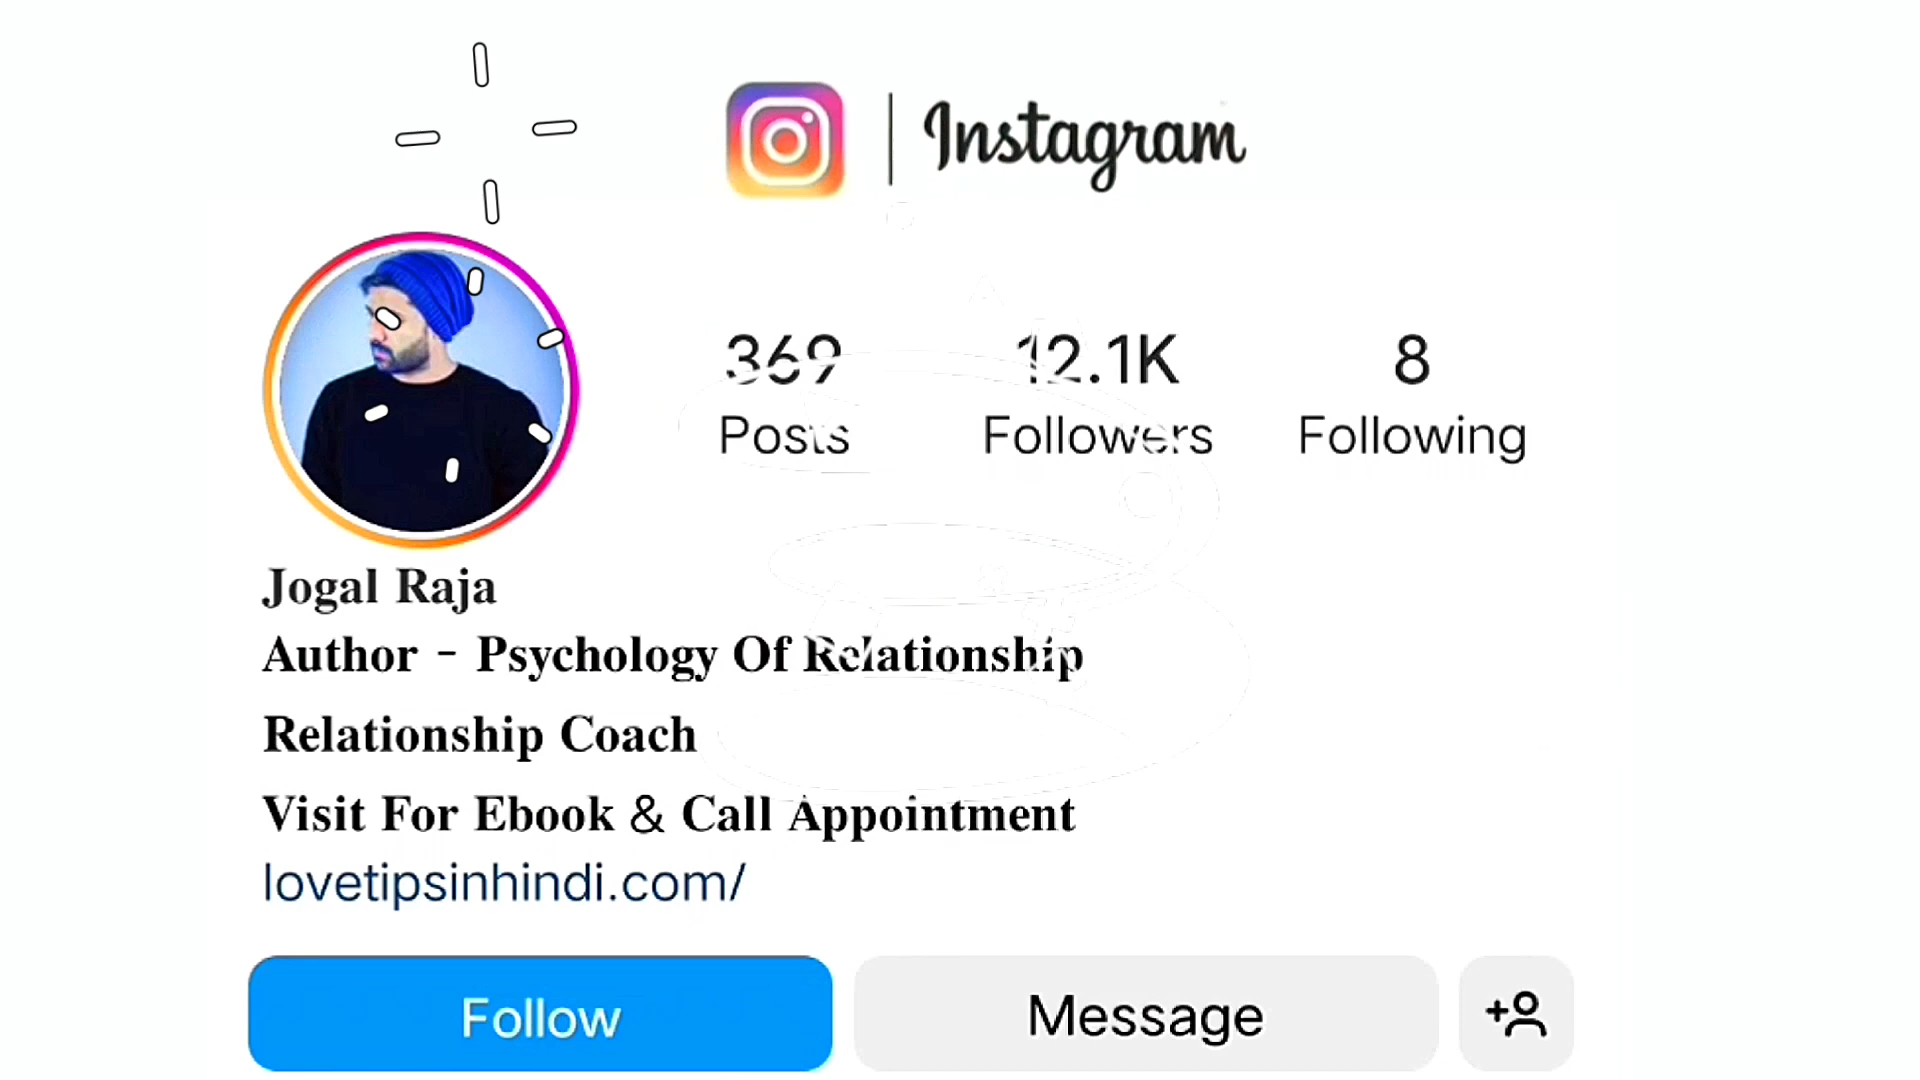 Instagram
369 12.1K 8
Posts Followers Following
Jogal Raja
Author - Psychology Of Relationship
Relationship Coach
Visit For Ebook & Call Appointment
lovetipsinhindi.com/
Follow Message